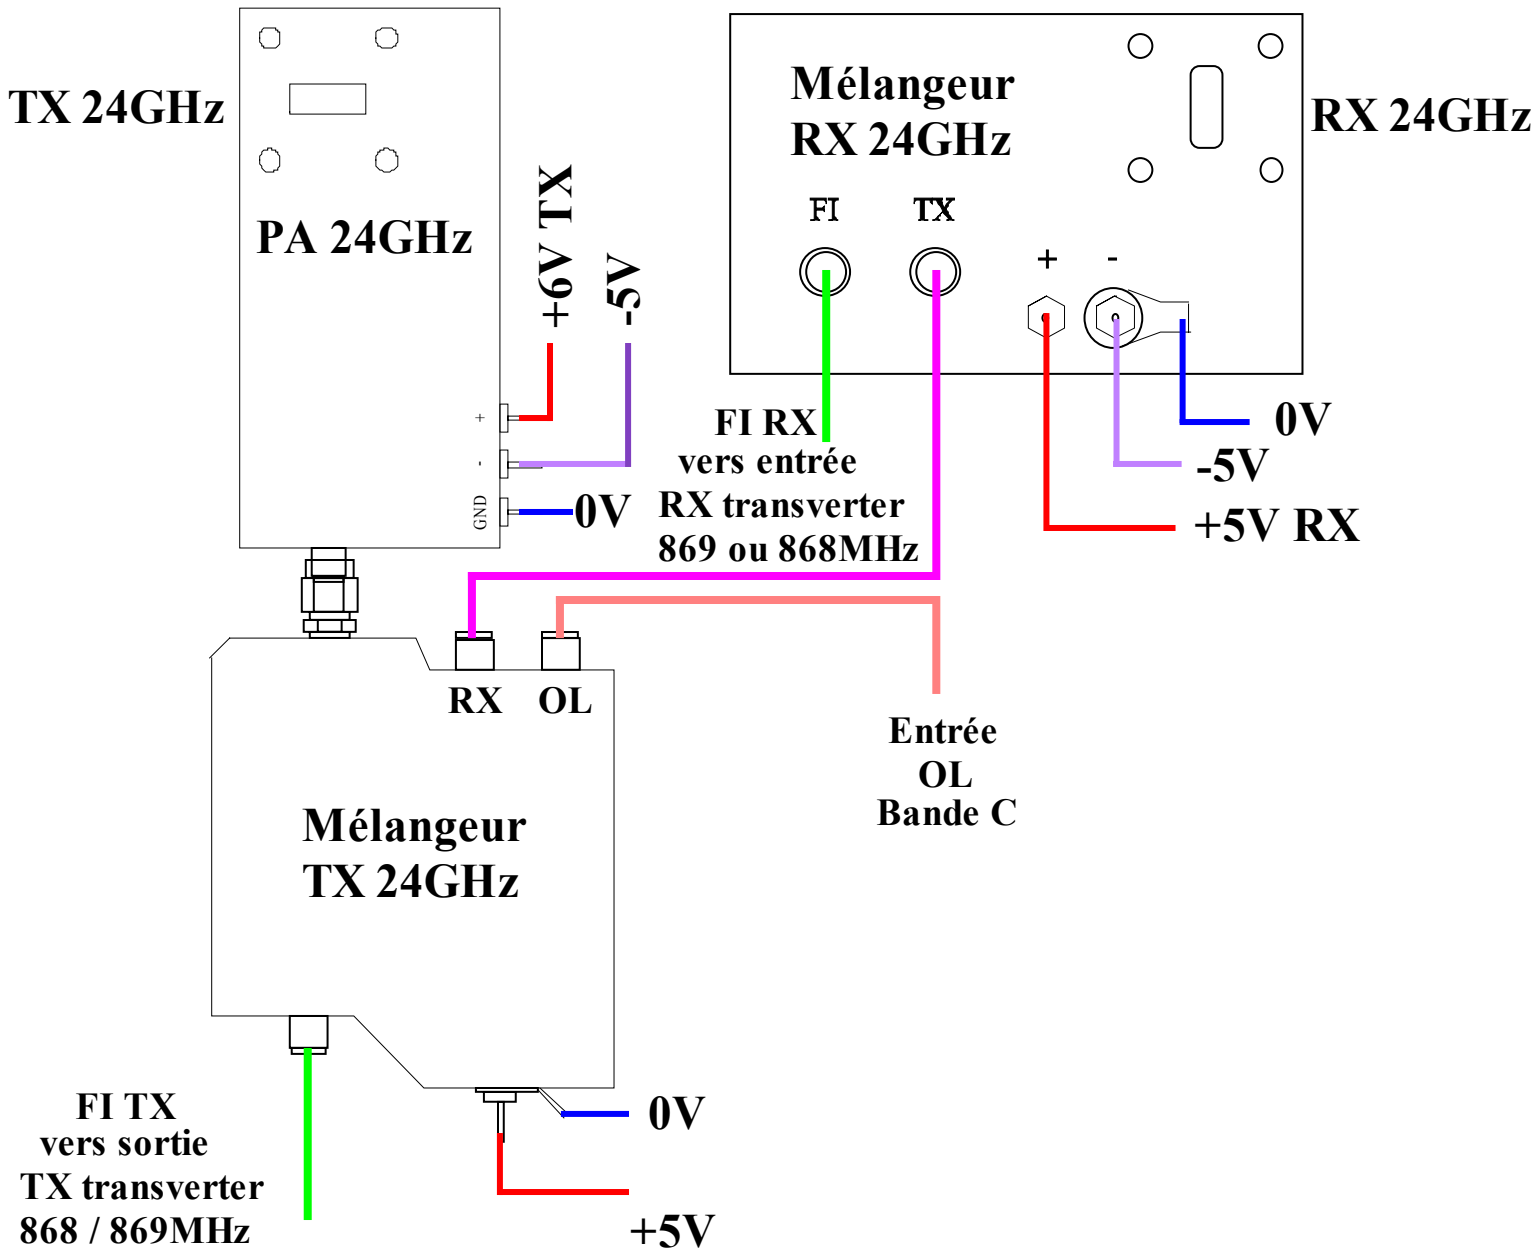 TX 24GHz
PA 24GHz
+6V TX
-5V
+
-
GND
0V
Mélangeur
RX 24GHz
RX 24GHz
FI
TX
+
-
0V
-5V
+5V RX
FI RX
vers entrée
RX transverter
869 ou 868MHz
RX
OL
Entrée
OL
Bande C
Mélangeur
TX 24GHz
FI TX
vers sortie
TX transverter
868 / 869MHz
0V
+5V